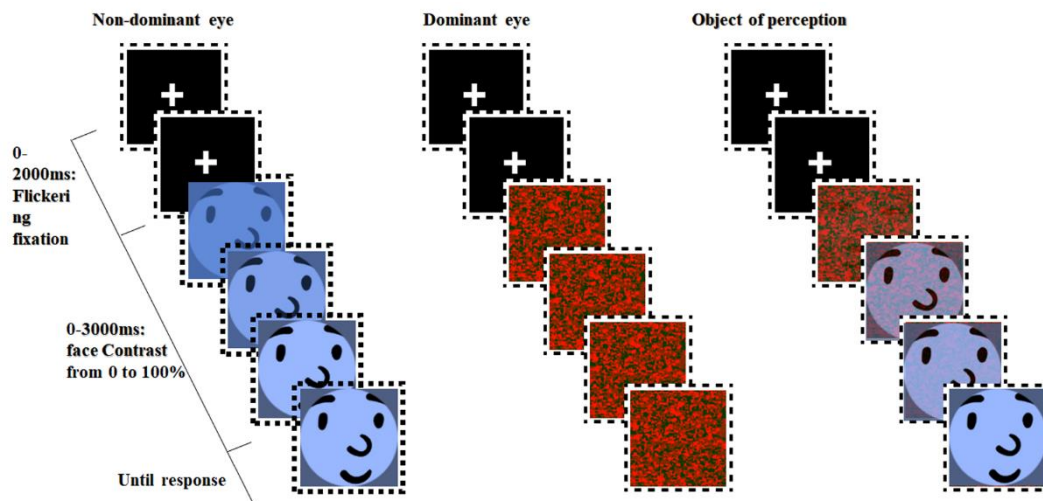 Non-dominant eye
Dominant eye
Object of perception
0-
2000ms:
Flickeri
ng
fixation
0-3000ms:
face Contrast
from 0 to 100%
Until response